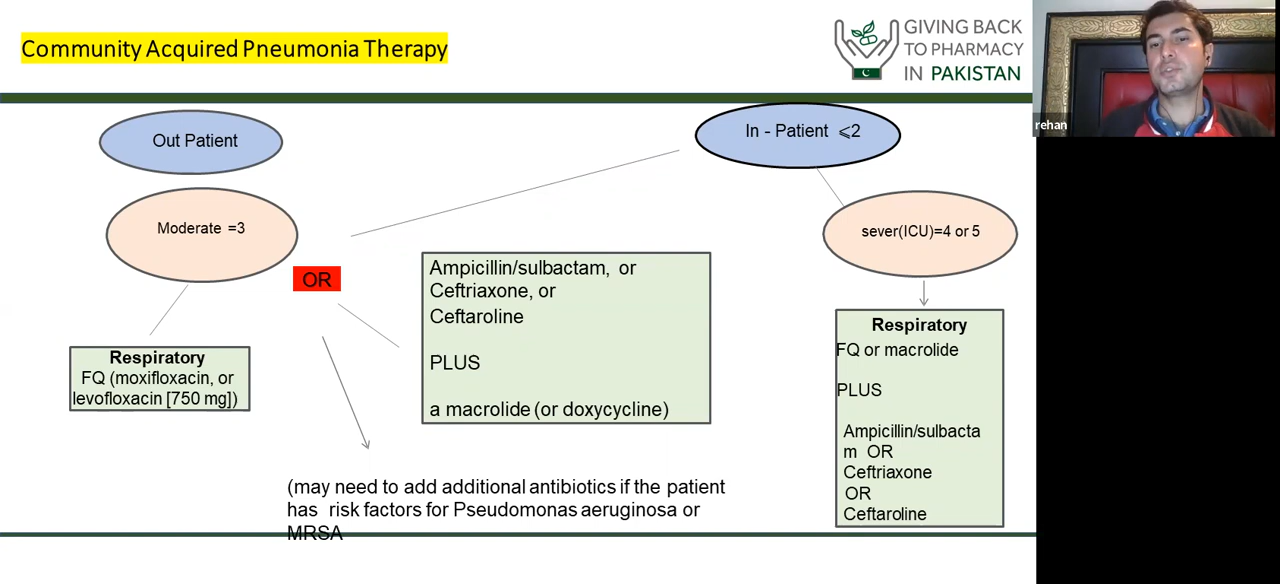 Community Acquired Pneumonia Therapy
GIVING BACK
TO PHARMACY
IN PAKISTAN
rehan
Out Patient
In - Patient ⩽2
Moderate =3
sever(ICU)=4 or 5
OR
Ampicillin/sulbactam, or
Ceftriaxone, or
Ceftaroline
PLUS
a macrolide (or doxycycline)
Respiratory
FQ (moxifloxacin, or
levofloxacin [750 mg])
Respiratory
FQ or macrolide
PLUS
Ampicillin/sulbacta
m OR
Ceftriaxone
OR
Ceftaroline
(may need to add additional antibiotics if the patient
has risk factors for Pseudomonas aeruginosa or
MRSA